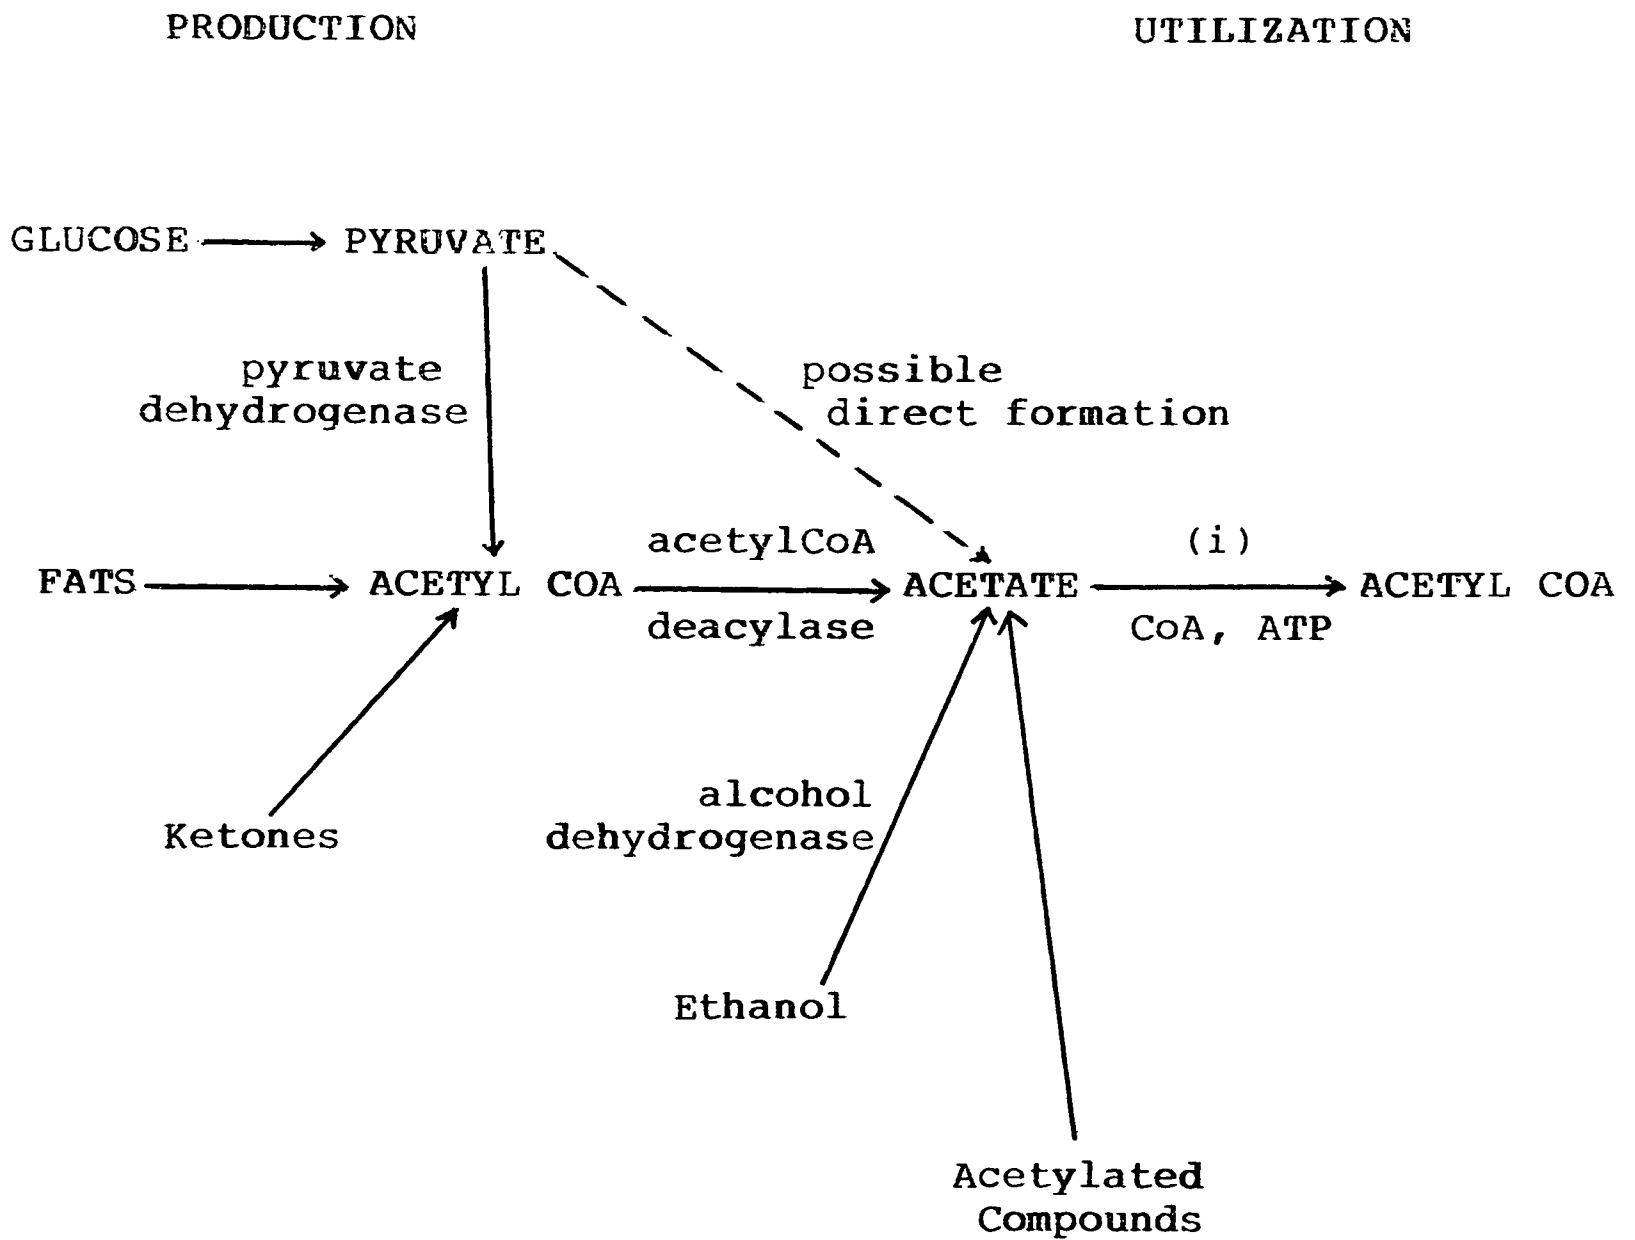 PRODUCTION
UTILIZATION
GLUCOSE
PYRUVATE
pyruvate
dehydrogenase
possible
direct formation
FATS
ACETYL COA
acetylCoA
deacylase
ACETATE
(i)
CoA, ATP
ACETYL COA
Ketones
alcohol
dehydrogenase
Ethanol
Acetylated
Compounds